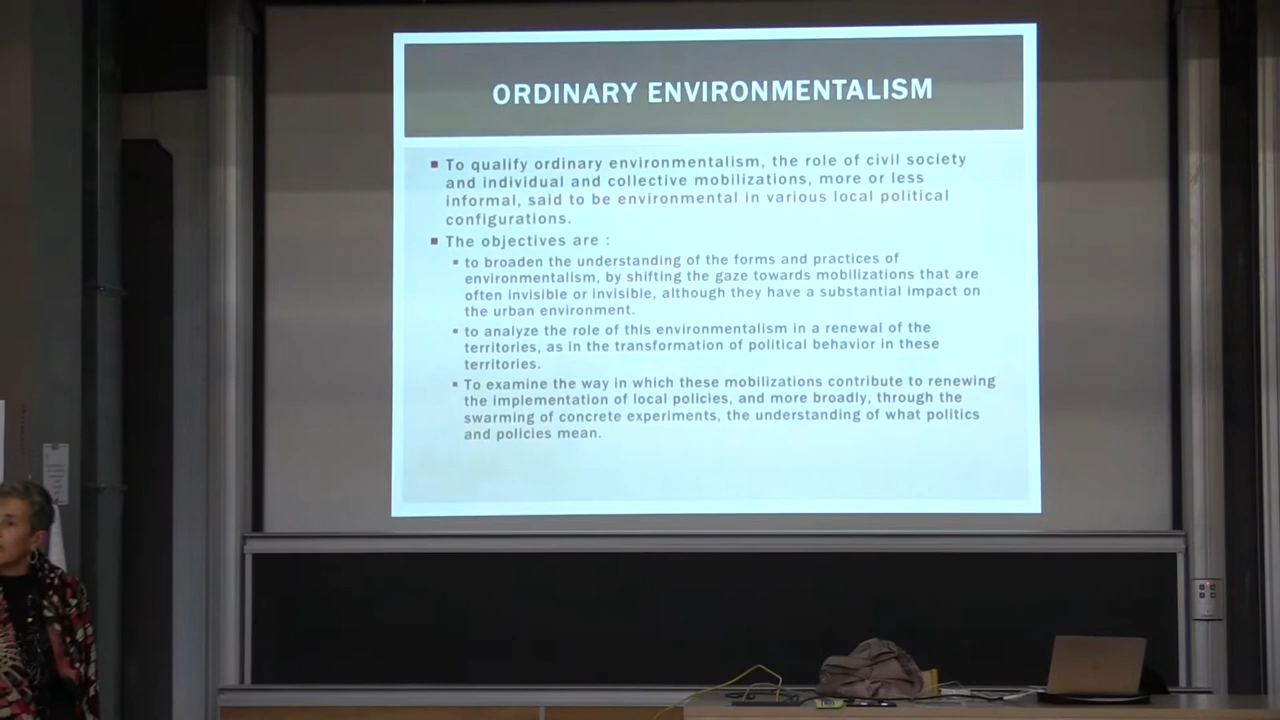 ORDINARY ENVIRONMENTALISM
To qualify ordinary environmentalism, the role of civil society
and individual and collective mobilizations, more or less
informal, said to be environmental in various local political
configurations.
The objectives are :
to broaden the understanding of the forms and practices of
environmentalism, by shifting the gaze towards mobilizations that are
often invisible or invisible, although they have a substantial impact on
the urban environment.
to analyze the role of this environmentalism in a renewal of the
territories, as in the transformation of political behavior in these
territories.
To examine the way in which these mobilizations contribute to renewing
the implementation of local policies, and more broadly, through the
swarming of concrete experiments, the understanding of what politics
and policies mean.